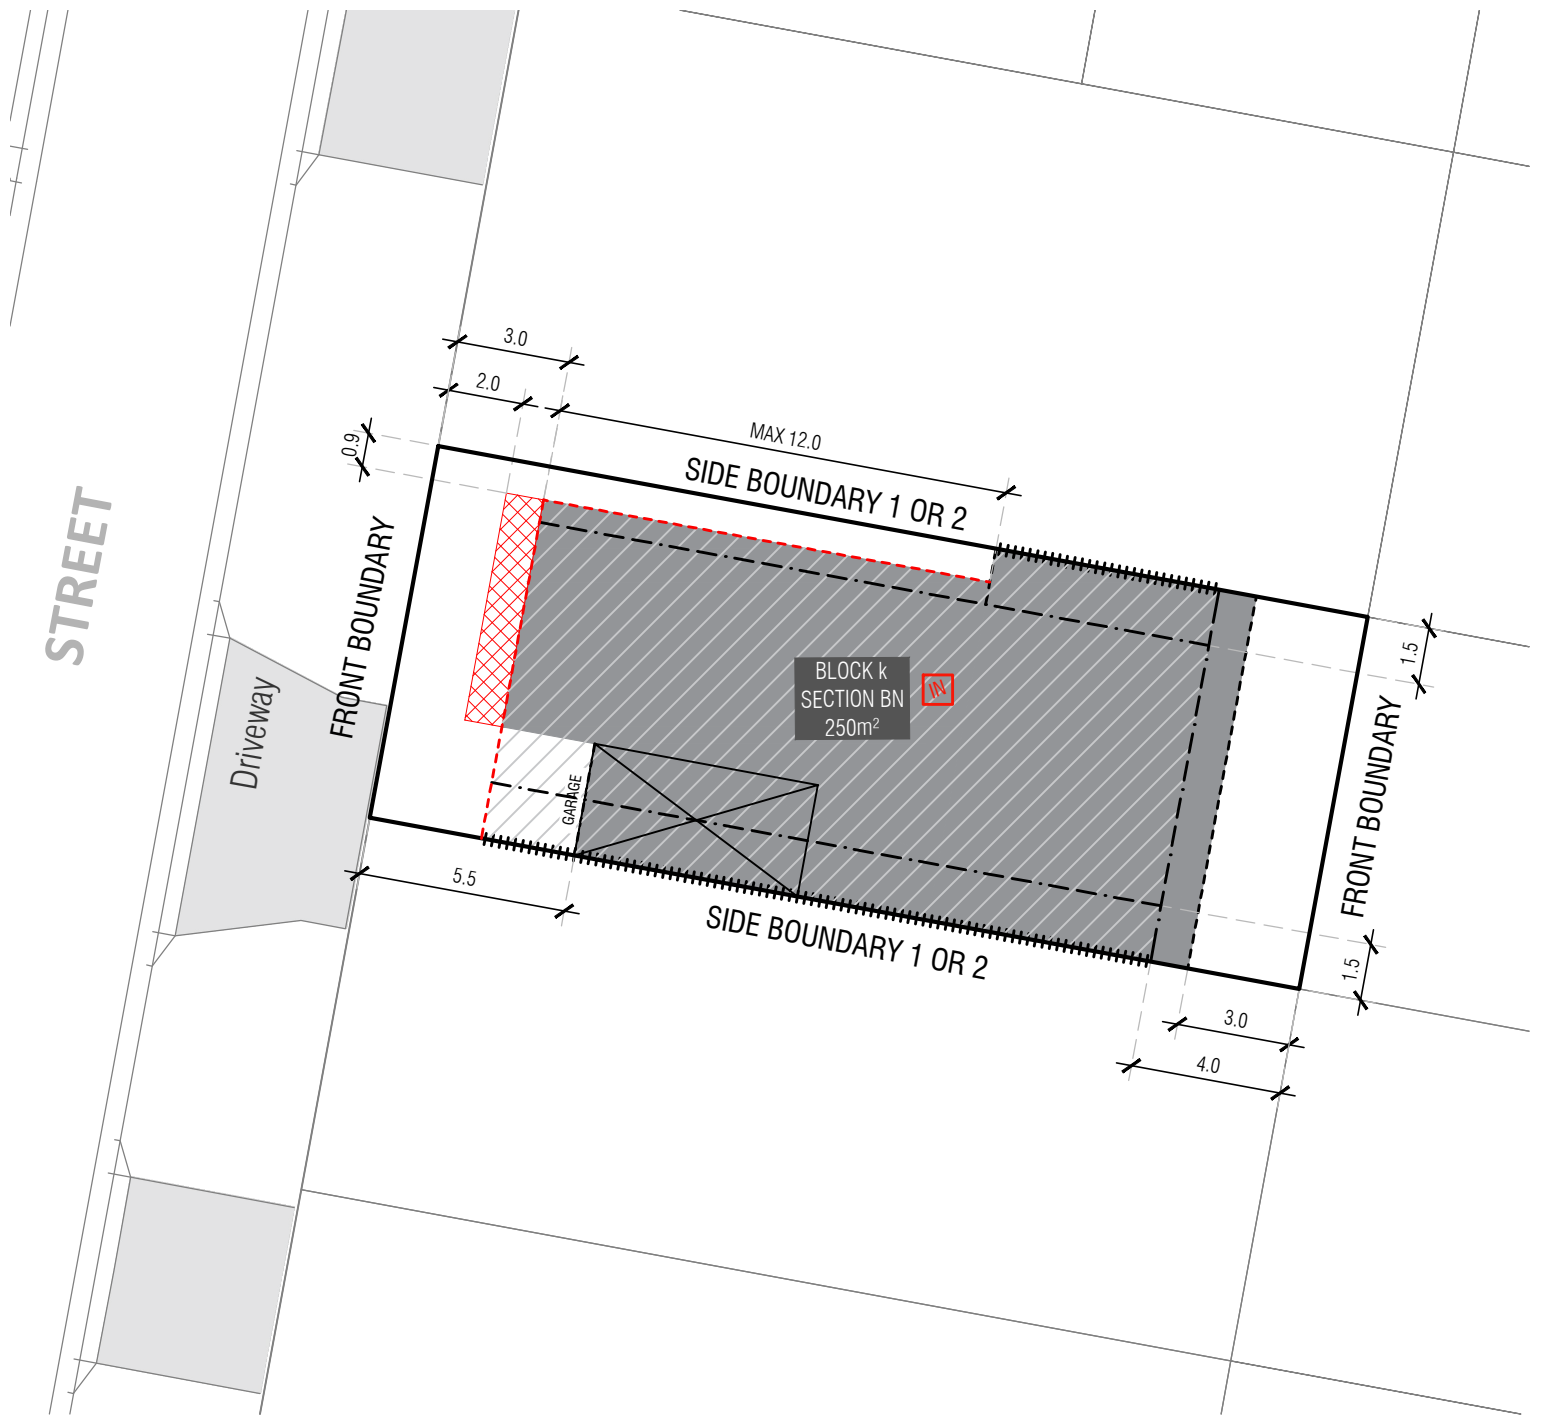 3.0
2.0
MAX 12.0
0.9
SIDE BOUNDARY 1 OR 2
STREET
FRONT BOUNDARY
Driveway
1.5
BLOCK k
SECTION BN
250m²
IN
GARAGE
FRONT BOUNDARY
5.5
SIDE BOUNDARY 1 OR 2
1.5
3.0
4.0